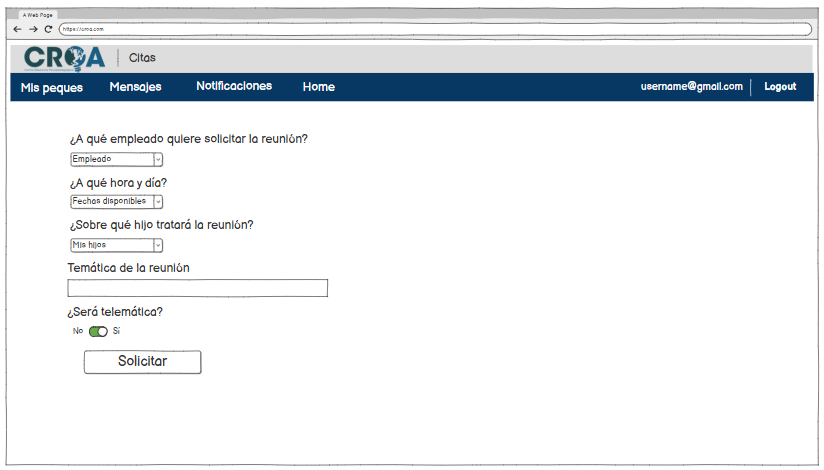 A Web Page
https://croa.com
CROA
Citas
Mis peques
Mensajes
Notificaciones
Home
username@gmail.com
Logout
¿A qué empleado quiere solicitar la reunión?
Empleado
¿A qué hora y día?
Fechas disponibles
¿Sobre qué hijo tratará la reunión?
Mis hijos
Temática de la reunión
¿Será telemática?
No
Sí
Solicitar